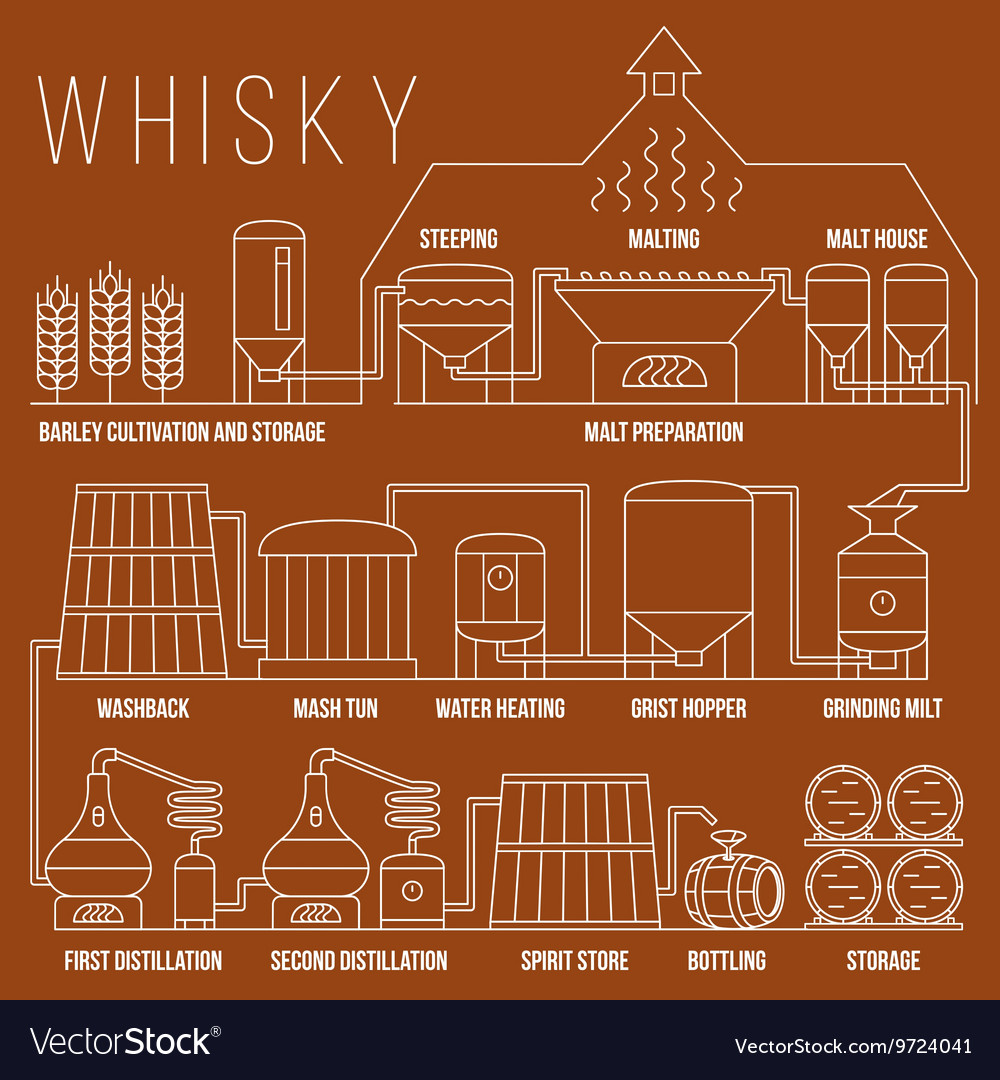 WHISKY
STEEPING
MALTING
MALT HOUSE
BARLEY CULTIVATION AND STORAGE
MALT PREPARATION
WASHBACK
MASH TUN
WATER HEATING
GRIST HOPPER
GRINDING MILT
FIRST DISTILLATION
SECOND DISTILLATION
SPIRIT STORE
BOTTLING
STORAGE
VectorStock®
VectorStock.com/9724041